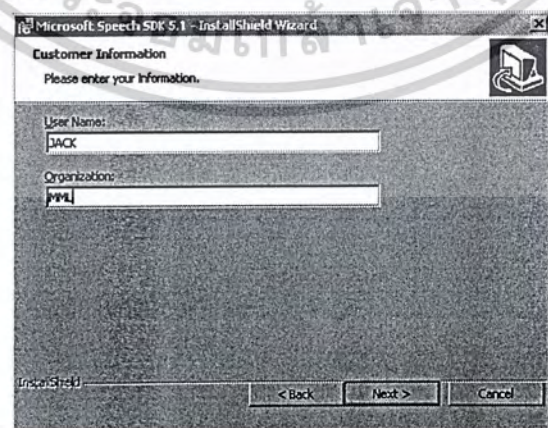 Microsoft Speech SDK 5.1 - InstallShield Wizard
Customer Information
Please enter your information.
User Name:
JACK
Organization:
MML
InstallShield
< Back
Next >
Cancel